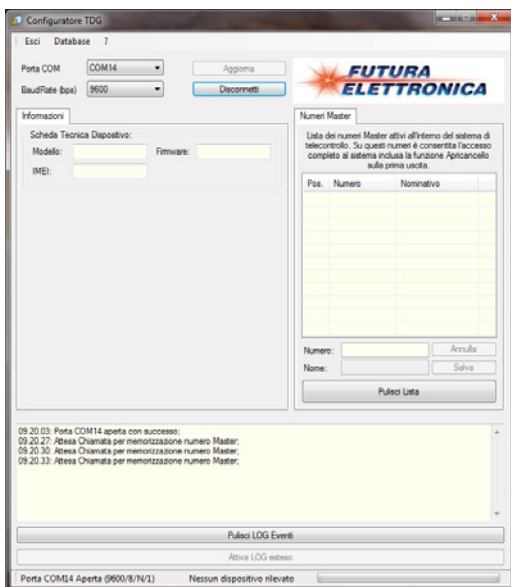 Configuratore TDG
Esci Database ?
Porta COM COM14 Aggiorna
BaudRate (bps) 9600 Disconnetti
FUTURA
ELETTRONICA
Informazioni
Scheda Tecnica Dispositivo:
Modello: Firmware:
IMEI:
Numeri Master
Lista dei numeri Master attivi all'interno del sistema di
telecontrollo. Su questi numeri è consentita l'accesso
completo al sistema inclusa la funzione Apricancello
sulla prima uscita.
Pos. Numero Nominativo
Numero: Annulla
Nome: Salva
Pulisci Lista
09.20.03: Porta COM14 aperta con successo;
09.20.27: Attesa Chiamata per memorizzazione numero Master;
09.20.30: Attesa Chiamata per memorizzazione numero Master;
09.20.33: Attesa Chiamata per memorizzazione numero Master;
Pulisci LOG Eventi
Attiva LOG esteso
Porta COM14 Aperta (9600/8/N/1) Nessun dispositivo rilevato